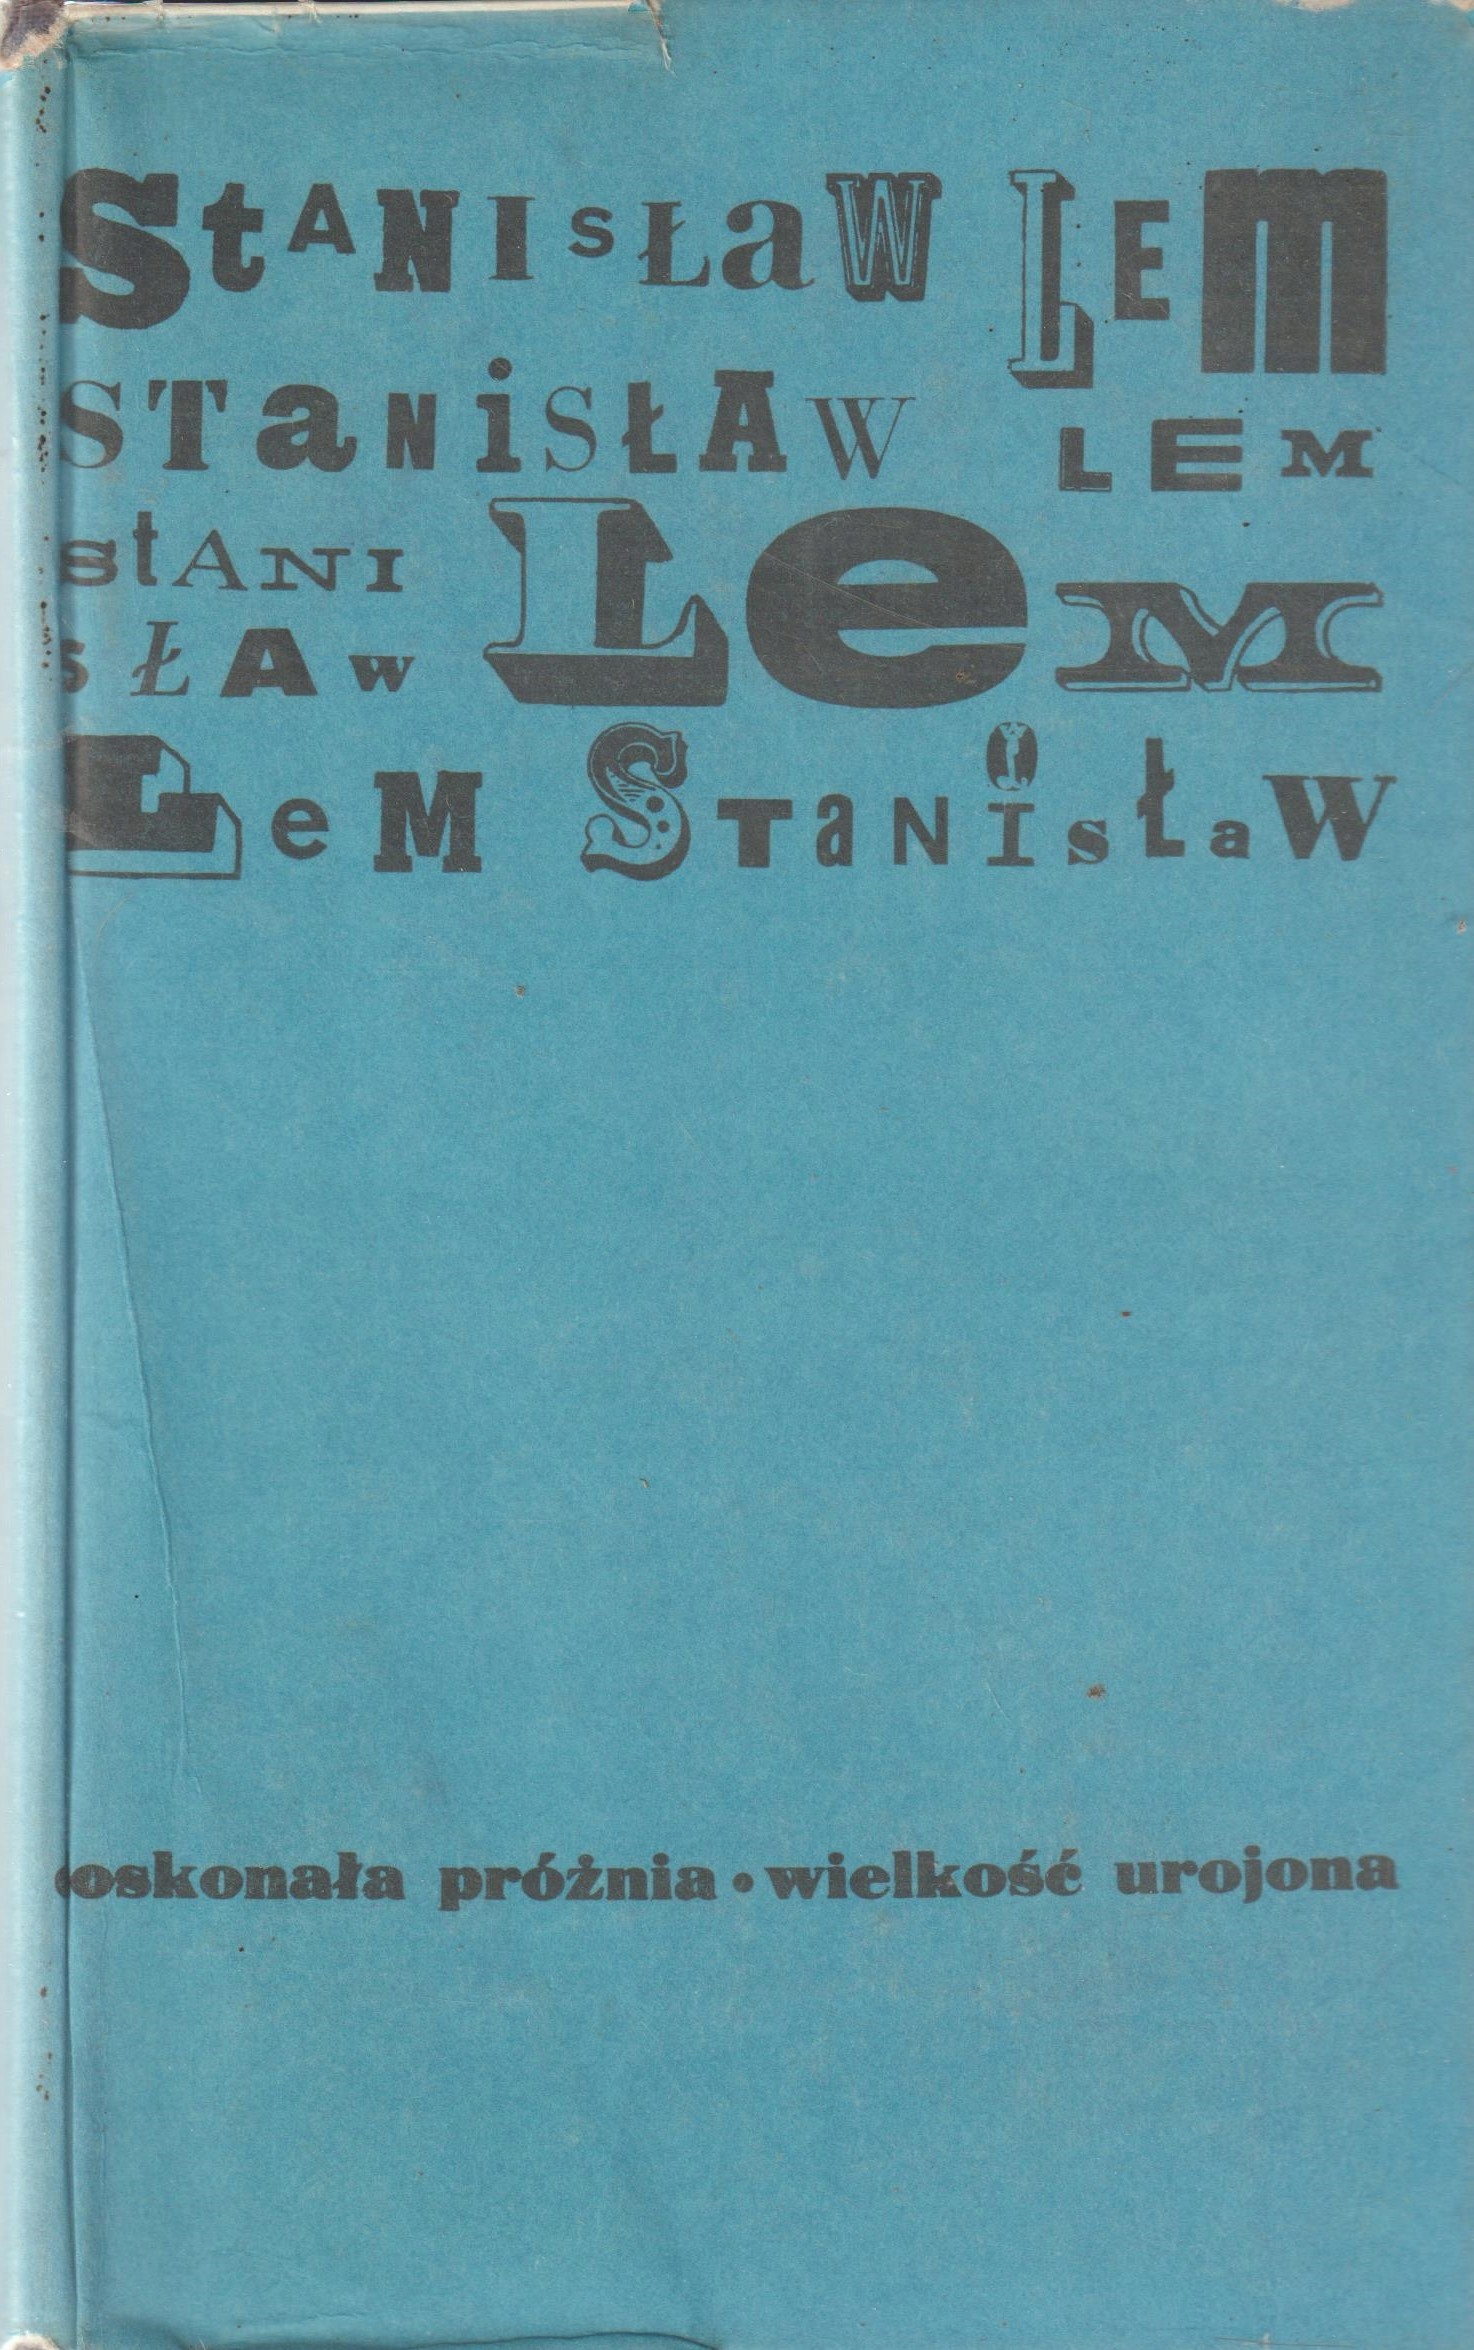 StANISŁaW LEm
STaNiSŁAW LEM
StANI
SŁAw LeM
LeM STaNISŁaW
doskonała próżnia • wielkość urojona